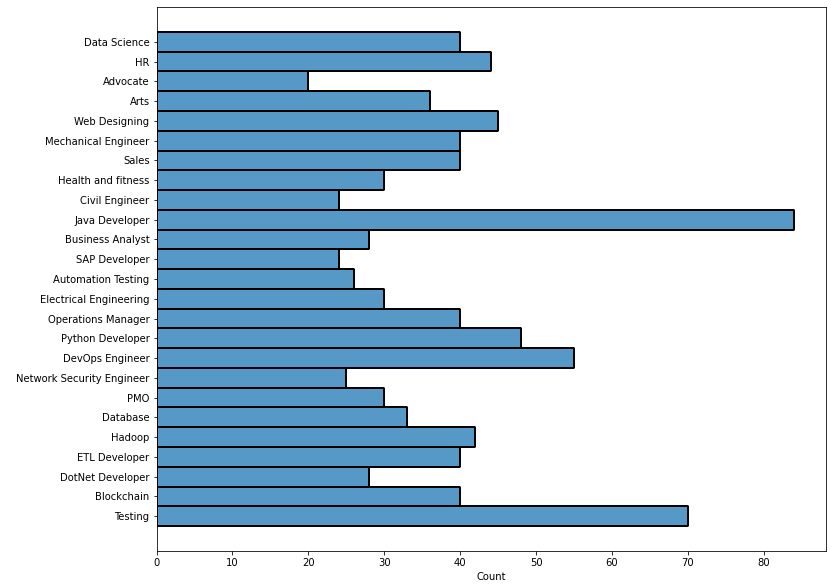 Data Science
HR
Advocate
Arts
Web Designing
Mechanical Engineer
Sales
Health and fitness
Civil Engineer
Java Developer
Business Analyst
SAP Developer
Automation Testing
Electrical Engineering
Operations Manager
Python Developer
DevOps Engineer
Network Security Engineer
PMO
Database
Hadoop
ETL Developer
DotNet Developer
Blockchain
Testing
0 10 20 30 40 50 60 70 80
Count